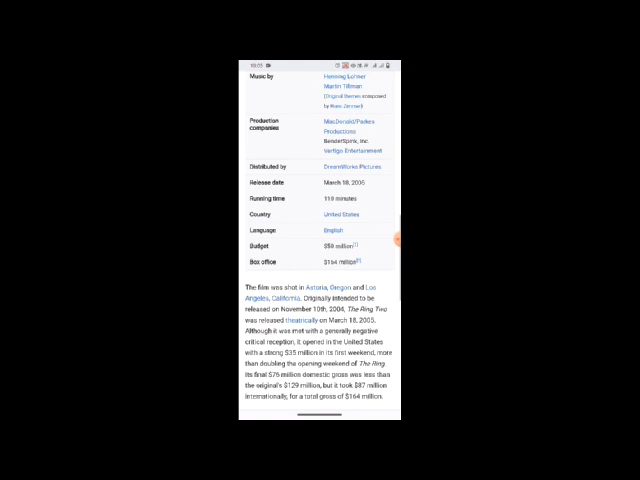 Music by Henning Lohner
Martin Tillman
(Original themes composed
by Hans Zimmer)
Production companies MacDonald/Parkes
Productions
BenderSpink, Inc.
Vertigo Entertainment
Distributed by DreamWorks Pictures
Release date March 18, 2005
Running time 110 minutes
Country United States
Language English
Budget $50 million[1]
Box office $164 million
The film was shot in Astoria, Oregon and Los
Angeles, California. Originally intended to be
released on November 10th, 2004, The Ring Two
was released theatrically on March 18, 2005.
Although it was met with a generally negative
critical reception, it opened in the United States
with a strong $35 million in its first weekend, more
than doubling the opening weekend of The Ring.
Its final $76 million domestic gross was less than
the original's $129 million, but it took $87 million
internationally, for a total gross of $164 million.